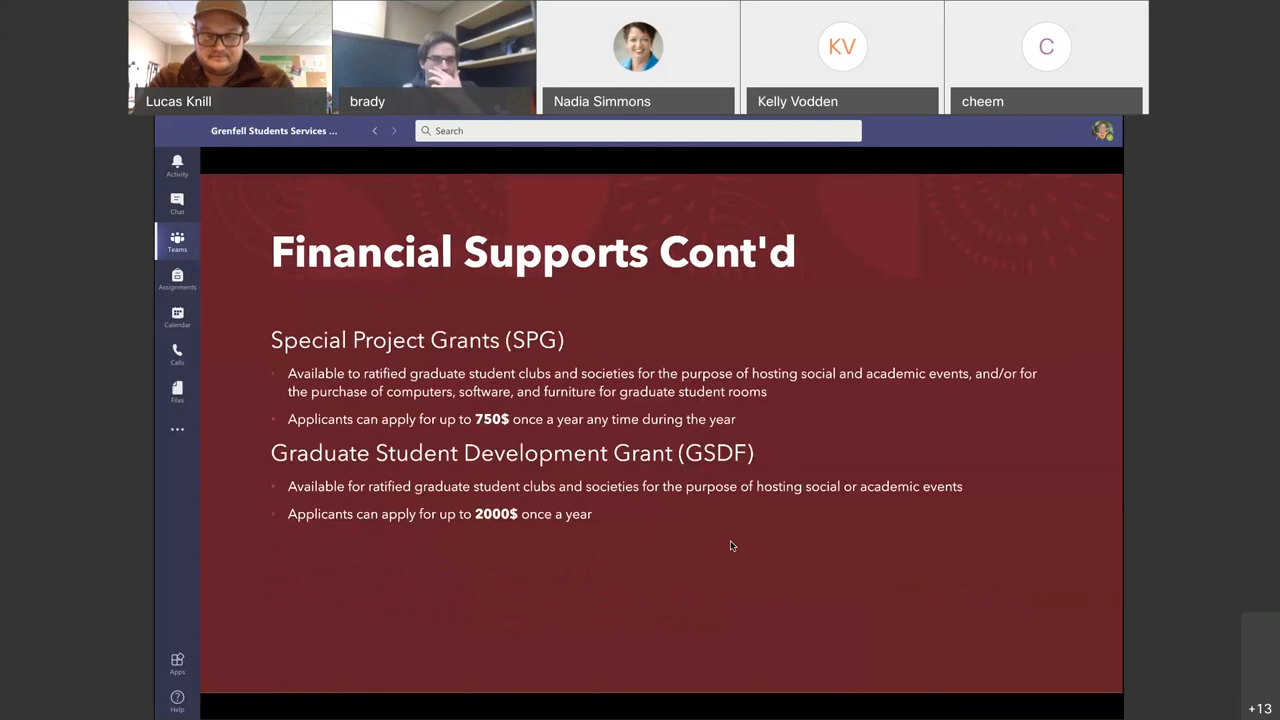 Lucas Knill
brady
Nadia Simmons
KV
Kelly Vodden
C
cheem
Grenfell Students Services ...
Search
Activity
Chat
Teams
Assignments
Calendar
Calls
Files
Apps
Help
Financial Supports Cont'd
Special Project Grants (SPG)
Available to ratified graduate student clubs and societies for the purpose of hosting social and academic events, and/or for
the purchase of computers, software, and furniture for graduate student rooms
Applicants can apply for up to 750$ once a year any time during the year
Graduate Student Development Grant (GSDF)
Available for ratified graduate student clubs and societies for the purpose of hosting social or academic events
Applicants can apply for up to 2000$ once a year
+13